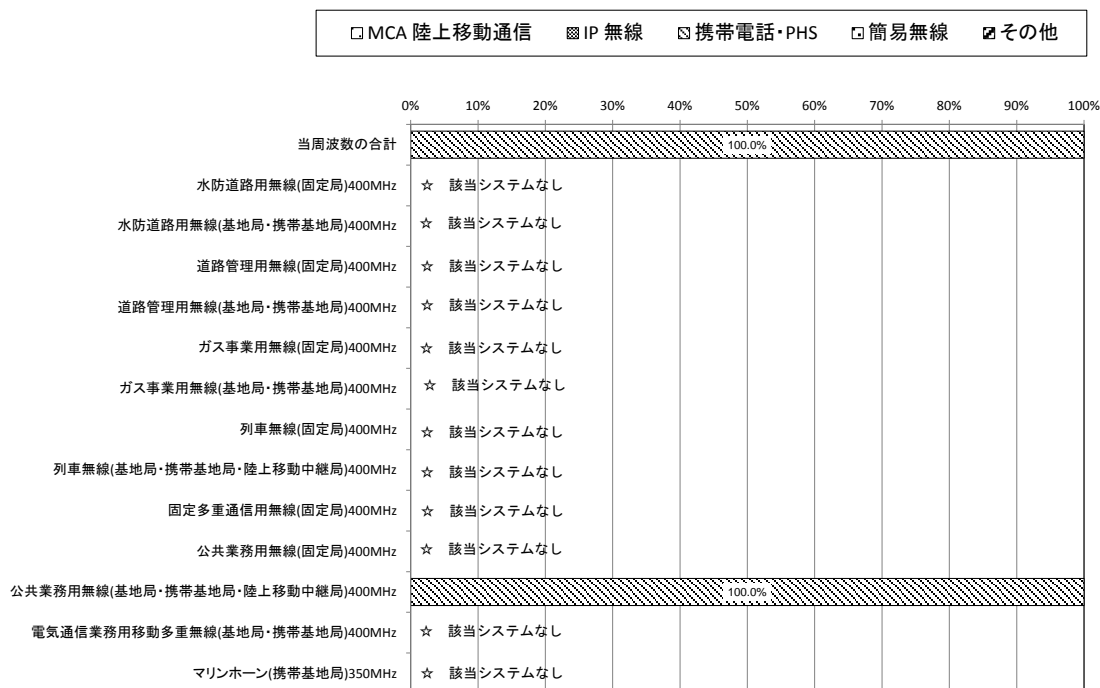 MCA 陸上移動通信 IP 無線 携帯電話・PHS 簡易無線 その他
0% 10% 20% 30% 40% 50% 60% 70% 80% 90% 100%
当周波数の合計 100.0%
水防道路用無線(固定局)400MHz ☆ 該当システムなし
水防道路用無線(基地局・携帯基地局)400MHz ☆ 該当システムなし
道路管理用無線(固定局)400MHz ☆ 該当システムなし
道路管理用無線(基地局・携帯基地局)400MHz ☆ 該当システムなし
ガス事業用無線(固定局)400MHz ☆ 該当システムなし
ガス事業用無線(基地局・携帯基地局)400MHz ☆ 該当システムなし
列車無線(固定局)400MHz ☆ 該当システムなし
列車無線(基地局・携帯基地局・陸上移動中継局)400MHz ☆ 該当システムなし
固定多重通信用無線(固定局)400MHz ☆ 該当システムなし
公共業務用無線(固定局)400MHz ☆ 該当システムなし
公共業務用無線(基地局・携帯基地局・陸上移動中継局)400MHz 100.0%
電気通信業務用移動多重無線(基地局・携帯基地局)400MHz ☆ 該当システムなし
マリンホーン(携帯基地局)350MHz ☆ 該当システムなし